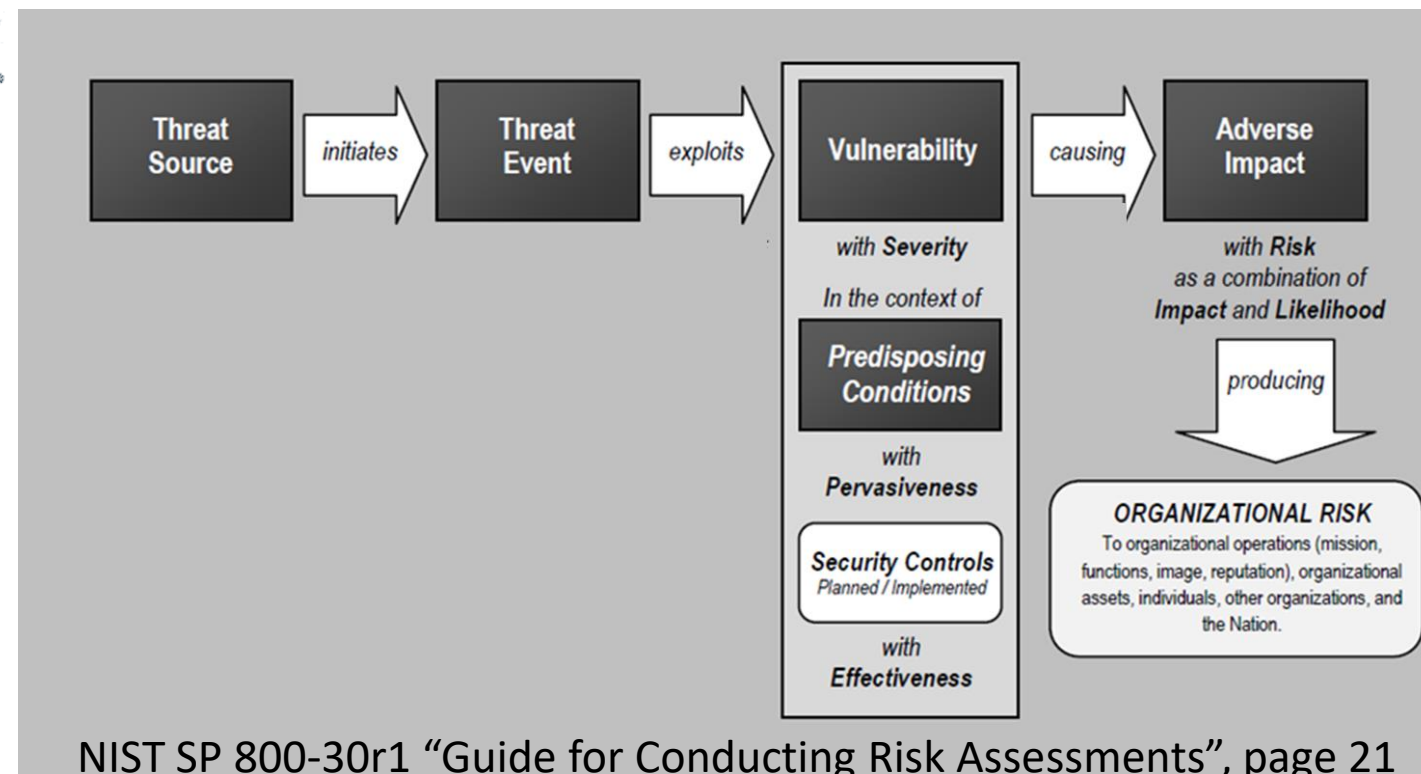 Threat
Source
initiates
Threat
Event
exploits
Vulnerability
with Severity
In the context of
Predisposing
Conditions
with
Pervasiveness
Security Controls
Planned / Implemented
with
Effectiveness
causing
Adverse
Impact
with Risk
as a combination of
Impact and Likelihood
producing
ORGANIZATIONAL RISK
To organizational operations (mission,
functions, image, reputation), organizational
assets, individuals, other organizations, and
the Nation.
NIST SP 800-30r1 “Guide for Conducting Risk Assessments”, page 21